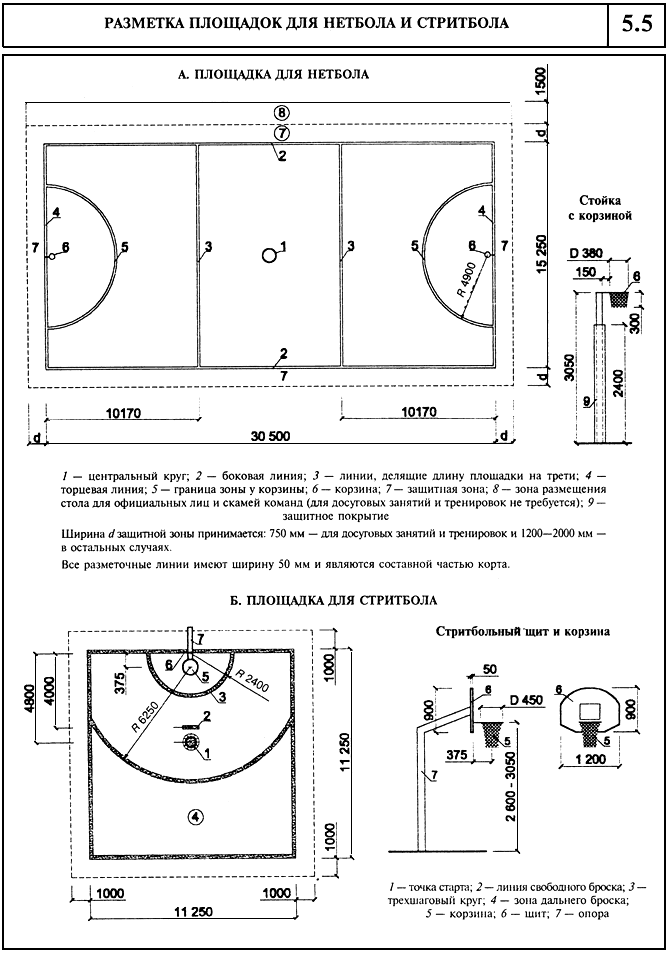 РАЗМЕТКА ПЛОЩАДОК ДЛЯ НЕТБОЛА И СТРИТБОЛА
5.5
А. ПЛОЩАДКА ДЛЯ НЕТБОЛА
1500
8
d
7
2
4
4
7
6
5
3
1
3
5
6
7
R 4900
15 250
2
7
d
10170
10170
d
30 500
d
Стойка
с корзиной
D 380
150
6
300
3050
2400
9
1 — центральный круг; 2 — боковая линия; 3 — линии, делящие длину площадки на трети; 4 —
торцевая линия; 5 — граница зоны у корзины; 6 — корзина; 7 — защитная зона; 8 — зона размещения
стола для официальных лиц и скамей команд (для досуговых занятий и тренировок не требуется); 9 —
защитное покрытие
Ширина d защитной зоны принимается: 750 мм — для досуговых занятий и тренировок и 1200—2000 мм —
в остальных случаях.
Все разметочные линии имеют ширину 50 мм и являются составной частью корта.
Б. ПЛОЩАДКА ДЛЯ СТРИТБОЛА
7
6
5
375
R 2400
3
1000
4800
4000
R 6250
2
1
11 250
4
1000
1000
1000
11 250
Стритбольный щит и корзина
50
6
D 450
900
5
375
7
2 600 - 3050
6
900
5
1 200
1 — точка старта; 2 — линия свободного броска; 3 —
трехшаговый круг; 4 — зона дальнего броска;
5 — корзина; 6 — щит; 7 — опора